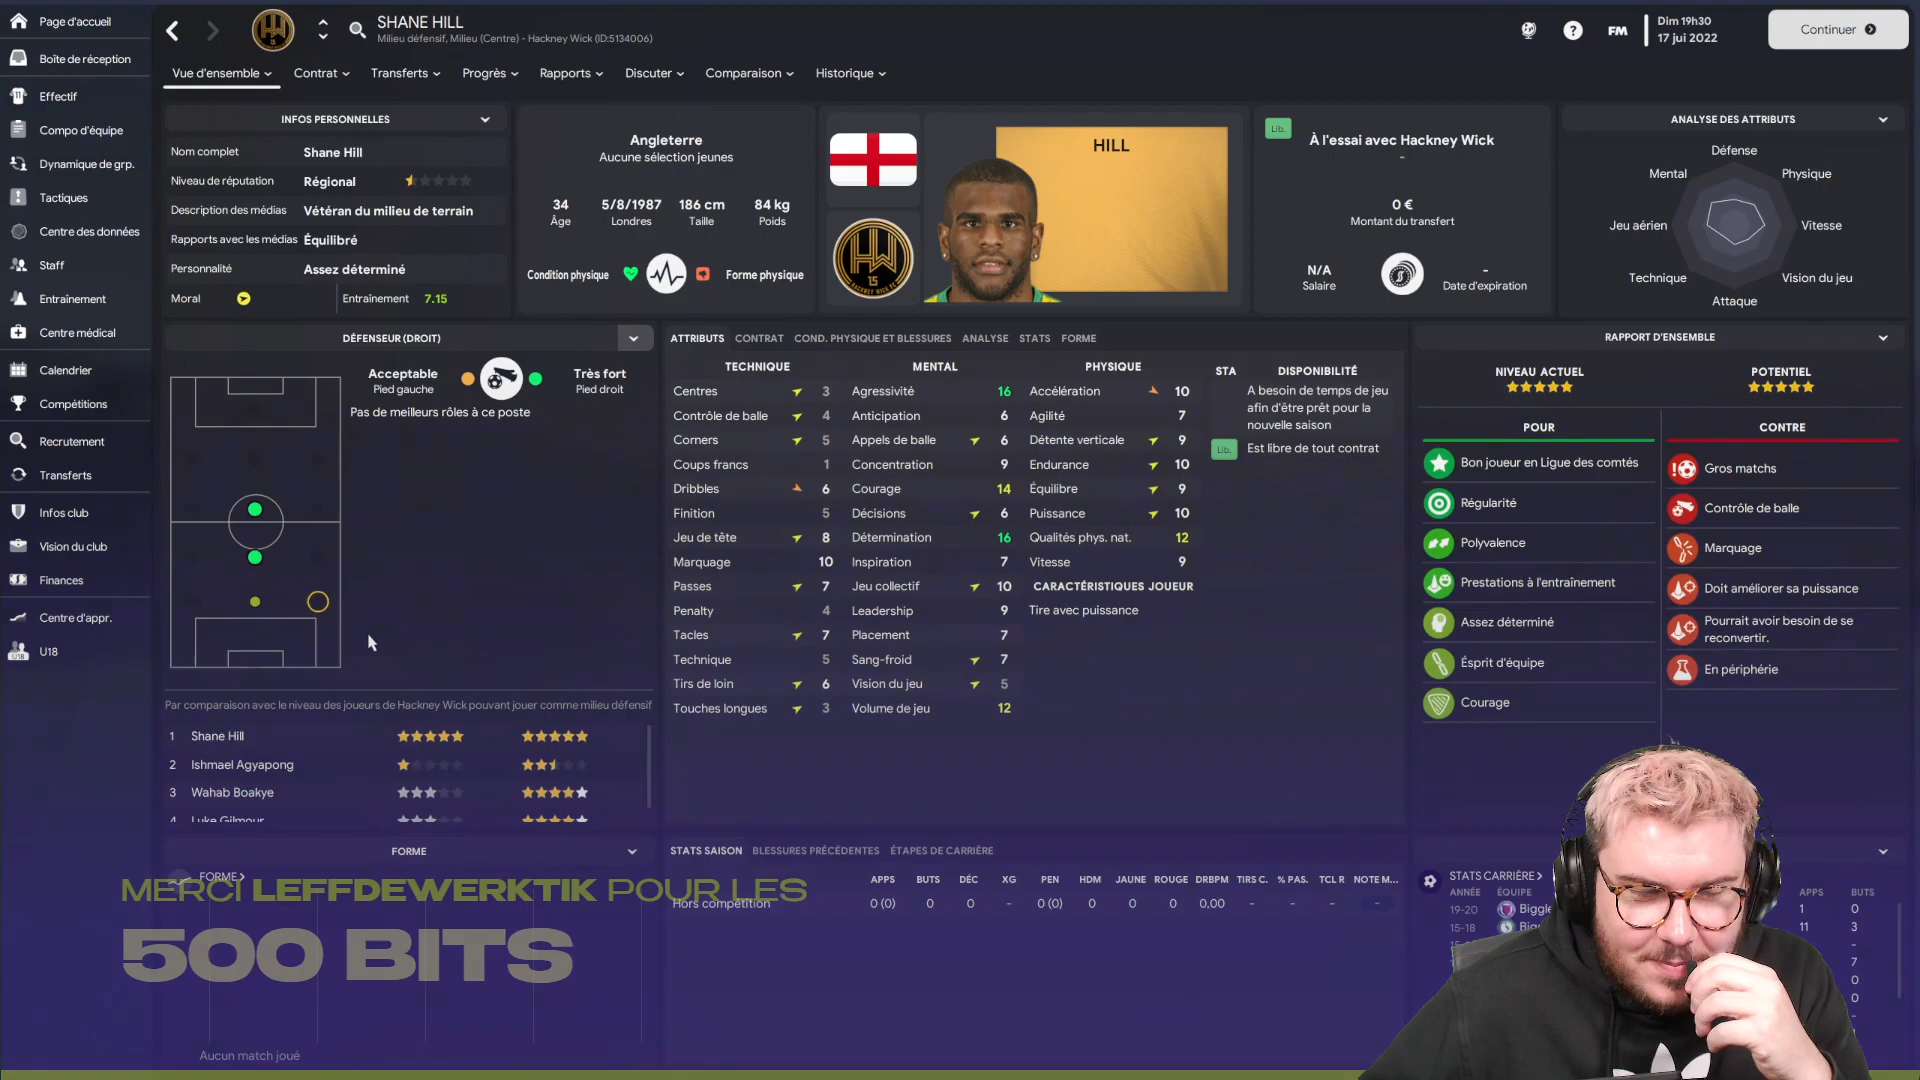 Page d'accueil
Boîte de réception
Effectif
Compo d'équipe
Dynamique de grp.
Tactiques
Centre des données
Staff
Entraînement
Centre médical
Calendrier
Compétitions
Recrutement
Transferts
Infos club
Vision du club
Finances
Centre d'appr.
U18
SHANE HILL
Milieu défensif, Milieu (Centre) - Hackney Wick (ID:5134006)
FM
Dim 19h30
17 jui 2022
Continuer
Vue d'ensemble Contrat Transferts Progrès Rapports Discuter Comparaison Historique
INFOS PERSONNELLES
Nom complet Shane Hill
Niveau de réputation Régional
Description des médias Vétéran du milieu de terrain
Rapports avec les médias Équilibré
Personnalité Assez déterminé
Moral Entraînement 7.15
Angleterre
Aucune sélection jeunes
34 5/8/1987 186 cm 84 kg
Âge Londres Taille Poids
Condition physique Forme physique
HILL
Lib.
À l'essai avec Hackney Wick
-
0 €
Montant du transfert
N/A -
Salaire Date d'expiration
ANALYSE DES ATTRIBUTS
Défense
Mental Physique
Jeu aérien Vitesse
Technique Vision du jeu
Attaque
DÉFENSEUR (DROIT)
Acceptable Très fort
Pied gauche Pied droit
Pas de meilleurs rôles à ce poste
Par comparaison avec le niveau des joueurs de Hackney Wick pouvant jouer comme milieu défensif
1 Shane Hill
2 Ishmael Agyapong
3 Wahab Boakye
4 Luke Gilmour
ATTRIBUTS CONTRAT COND. PHYSIQUE ET BLESSURES ANALYSE STATS FORME
TECHNIQUE MENTAL PHYSIQUE
Centres 3 Agressivité 16 Accélération 10
Contrôle de balle 4 Anticipation 6 Agilité 7
Corners 5 Appels de balle 6 Détente verticale 9
Coups francs 1 Concentration 9 Endurance 10
Dribbles 6 Courage 14 Équilibre 9
Finition 5 Décisions 6 Puissance 10
Jeu de tête 8 Détermination 16 Qualités phys. nat. 12
Marquage 10 Inspiration 7 Vitesse 9
Passes 7 Jeu collectif 10 CARACTÉRISTIQUES JOUEUR
Penalty 4 Leadership 9 Tire avec puissance
Tacles 7 Placement 7
Technique 5 Sang-froid 7
Tirs de loin 6 Vision du jeu 5
Touches longues 3 Volume de jeu 12
STA DISPONIBILITÉ
A besoin de temps de jeu
afin d'être prêt pour la
nouvelle saison
Lib. Est libre de tout contrat
RAPPORT D'ENSEMBLE
NIVEAU ACTUEL POTENTIEL
POUR CONTRE
Bon joueur en Ligue des comtés
Régularité
Polyvalence
Prestations à l'entraînement
Assez déterminé
Ésprit d'équipe
Courage
Gros matchs
Contrôle de balle
Marquage
Doit améliorer sa puissance
Pourrait avoir besoin de se
reconvertir.
En périphérie
FORME
FORME
Aucun match joué
MERCI LEFFDEWERKTIK POUR LES
500 BITS
STATS SAISON BLESSURES PRÉCÉDENTES ÉTAPES DE CARRIÈRE
APPS BUTS DÉC XG PEN HDM JAUNE ROUGE DRBPM TIRS C. % PAS. TCL R NOTE M...
Hors compétition 0 (0) 0 0 - 0 (0) 0 0 0 0,00 - - - -
STATS CARRIÈRE
ANNÉE ÉQUIPE APPS BUTS
19-20 1 0
15-18 11 3
-
7
0
0
-